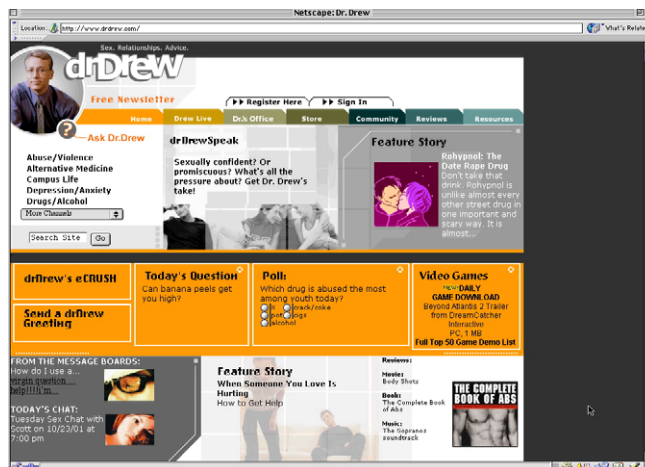 Netscape: Dr. Drew
Location: http://www.drdrew.com/
What's Relate
Sex. Relationships. Advice.
drDrew
Free Newsletter
Register Here
Sign In
Home
Drew Live
Dr.'s Office
Store
Community
Reviews
Resources
? Ask Dr.Drew
Abuse/Violence
Alternative Medicine
Campus Life
Depression/Anxiety
Drugs/Alcohol
More Channels
Search Site
Go
drDrewSpeak
Sexually confident? Or
promiscuous? What's all the
pressure about? Get Dr. Drew's
take!
Feature Story
Rohypnol: The
Date Rape Drug
Don't take that
drink. Rohypnol is
unlike almost every
other street drug in
one important and
scary way. It is
almost...
drDrew's eCRUSH
Send a drDrew
Greeting
Today's Question
Can banana peels get
you high?
Poll:
Which drug is abused the most
among youth today?
crack/coke
pot
alcohol
Video Games
NEW DAILY
GAME DOWNLOAD
Beyond Atlantis 2 Trailer
from DreamCatcher
Interactive
PC, 1 MB
Full Top 50 Game Demo List
FROM THE MESSAGE BOARDS:
How do I use a...
virgin question ....
help!!!!i'm...
TODAY'S CHAT:
Tuesday Sex Chat with
Scott on 10/23/01 at
7:00 pm
Feature Story
When Someone You Love Is
Hurting
How to Get Help
Reviews:
Movie:
Body Shots
Book:
The Complete Book
of Abs
Music:
The Sopranos
soundtrack
THE COMPLETE
BOOK OF ABS